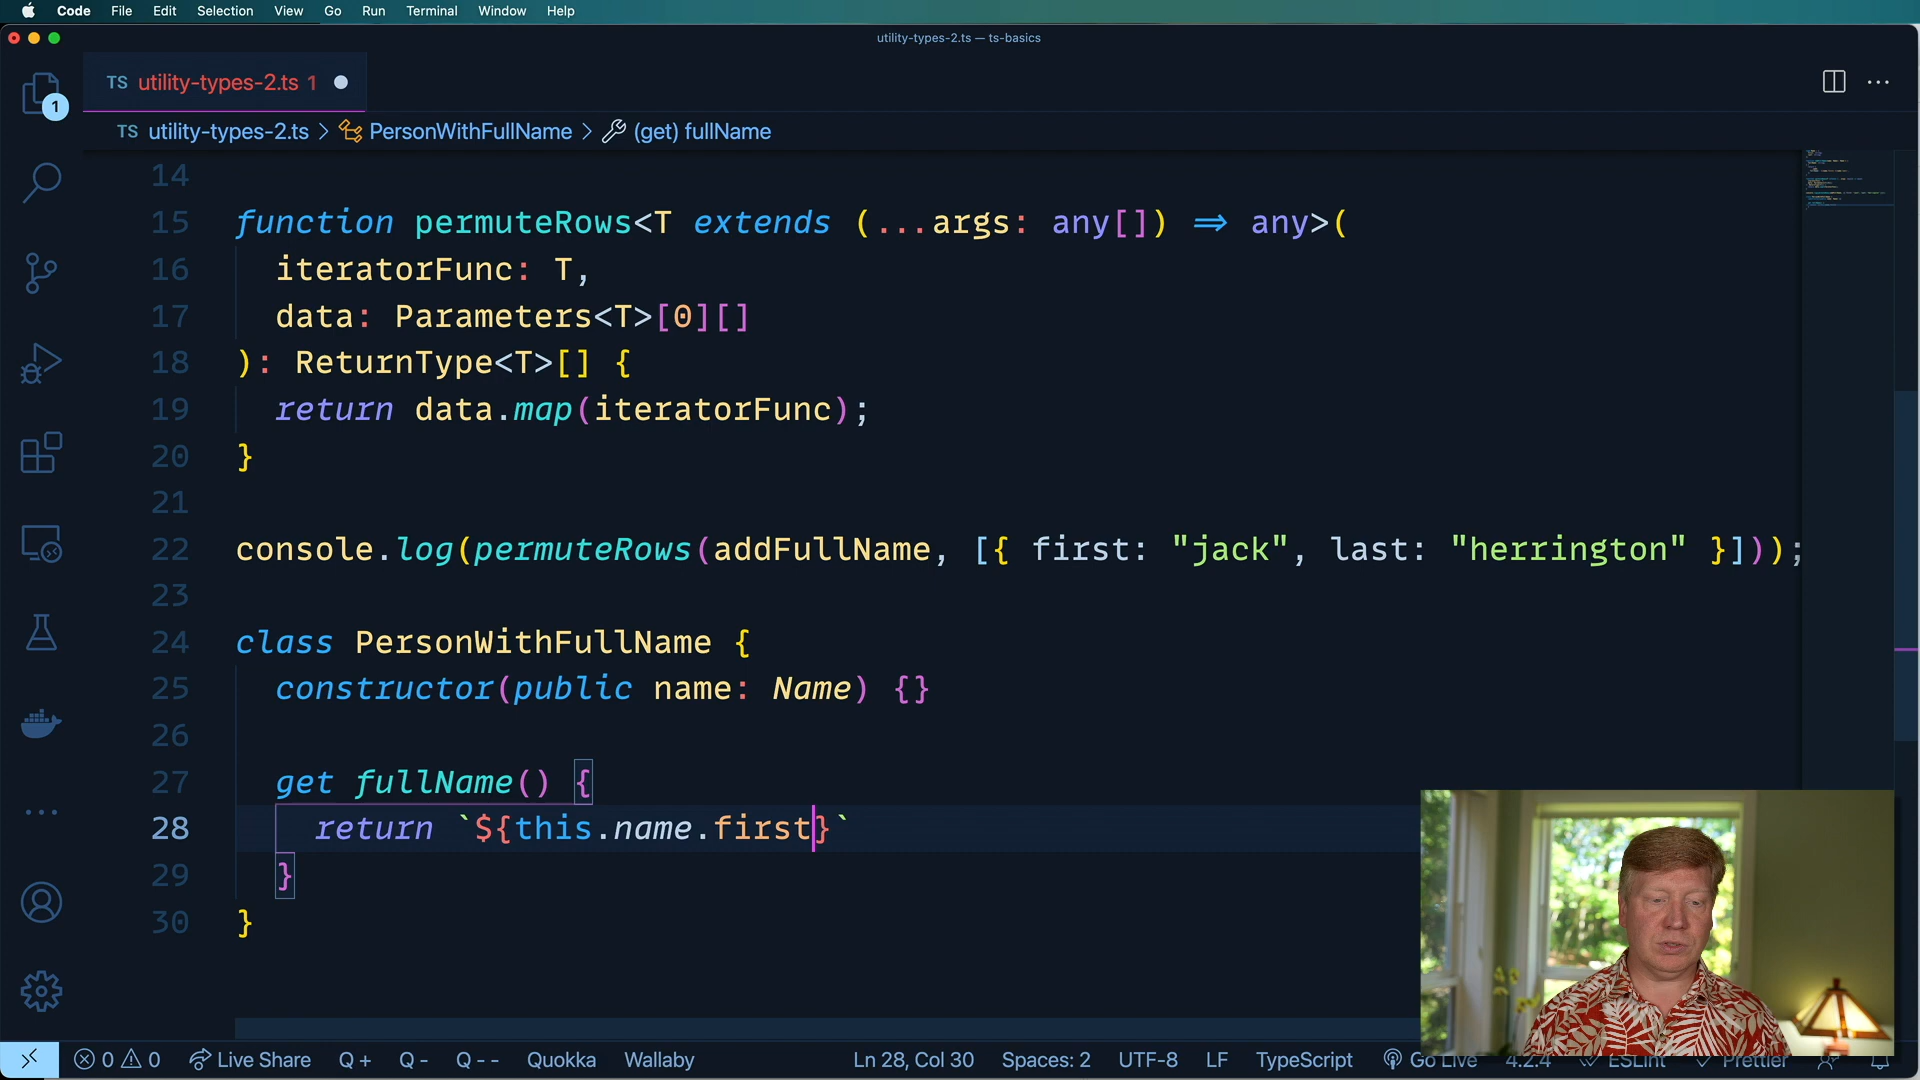 Code File Edit Selection View Go Run Terminal Window Help
utility-types-2.ts — ts-basics
TS utility-types-2.ts 1
1
TS utility-types-2.ts > PersonWithFullName > (get) fullName
14
15 function permuteRows<T extends (...args: any[]) => any>(
16 iteratorFunc: T,
17 data: Parameters<T>[0][]
18 ): ReturnType<T>[] {
19 return data.map(iteratorFunc);
20 }
21
22 console.log(permuteRows(addFullName, [{ first: "jack", last: "herrington" }]));
23
24 class PersonWithFullName {
25 constructor(public name: Name) {}
26
27 get fullName() {
28 return `${this.name.first}`
29 }
30 }
0 0 Live Share Q + Q - Q - - Quokka Wallaby Ln 28, Col 30 Spaces: 2 UTF-8 LF TypeScript Go Live 4.2.4 ESLint Prettier